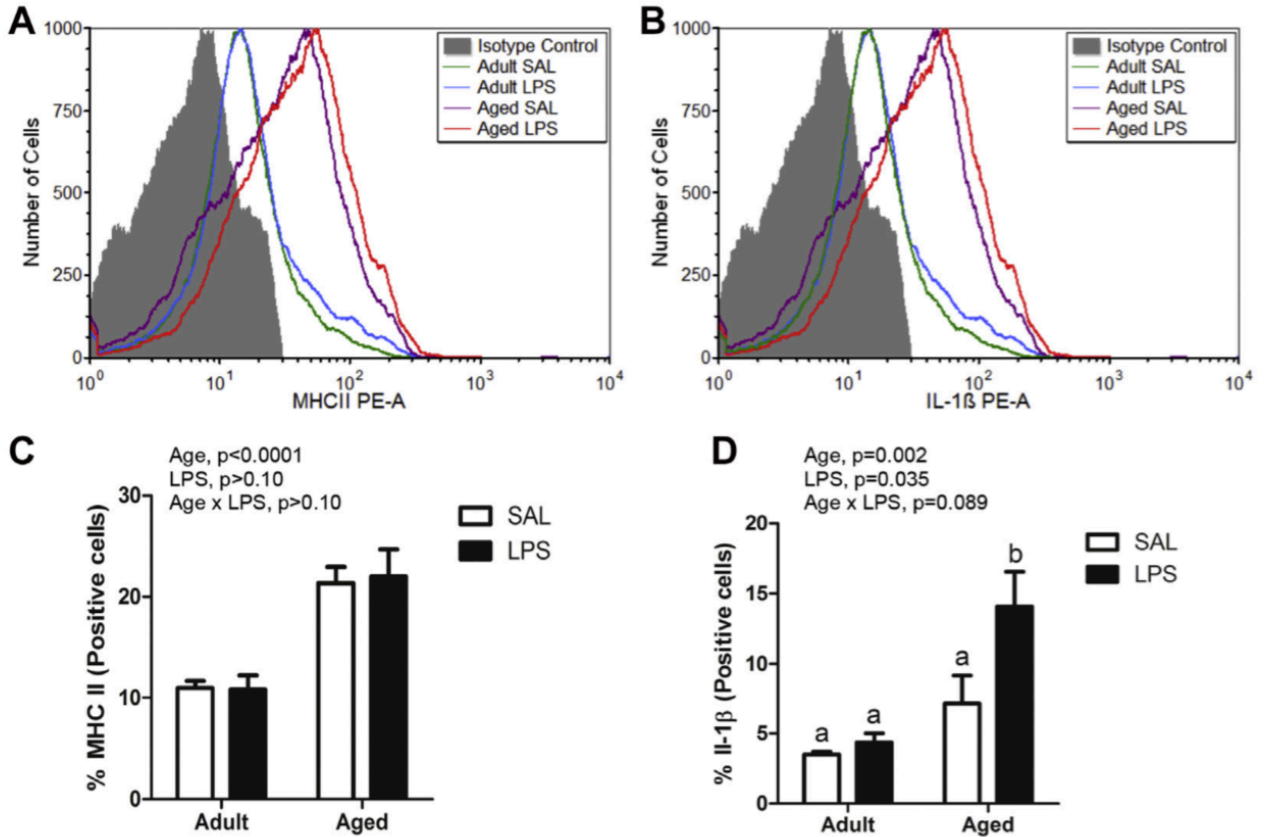 A
1000
750
500
250
0
Number of Cells
10⁰ 10¹ 10² 10³ 10⁴
MHCII PE-A
Isotype Control
Adult SAL
Adult LPS
Aged SAL
Aged LPS
B
1000
750
500
250
0
Number of Cells
10⁰ 10¹ 10² 10³ 10⁴
IL-1ß PE-A
Isotype Control
Adult SAL
Adult LPS
Aged SAL
Aged LPS
C
Age, p<0.0001
LPS, p>0.10
Age x LPS, p>0.10
30
20
10
0
% MHC II (Positive cells)
Adult Aged
SAL
LPS
D
Age, p=0.002
LPS, p=0.035
Age x LPS, p=0.089
20
15
10
5
0
% Il-1β (Positive cells)
a a a b
Adult Aged
SAL
LPS